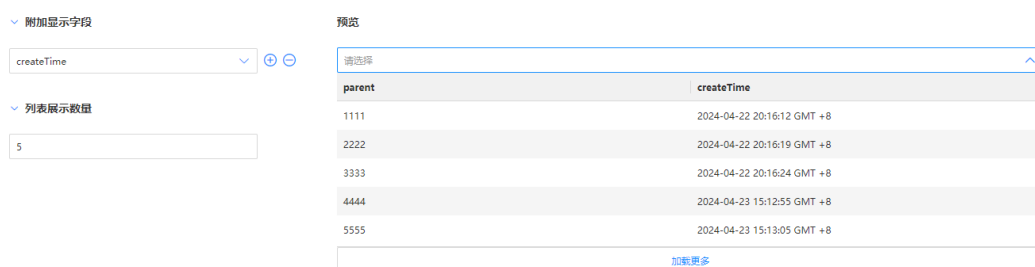 附加显示字段
createTime
列表展示数量
5
预览
请选择
parent createTime
1111 2024-04-22 20:16:12 GMT +8
2222 2024-04-22 20:16:19 GMT +8
3333 2024-04-22 20:16:24 GMT +8
4444 2024-04-23 15:12:55 GMT +8
5555 2024-04-23 15:13:05 GMT +8
加载更多